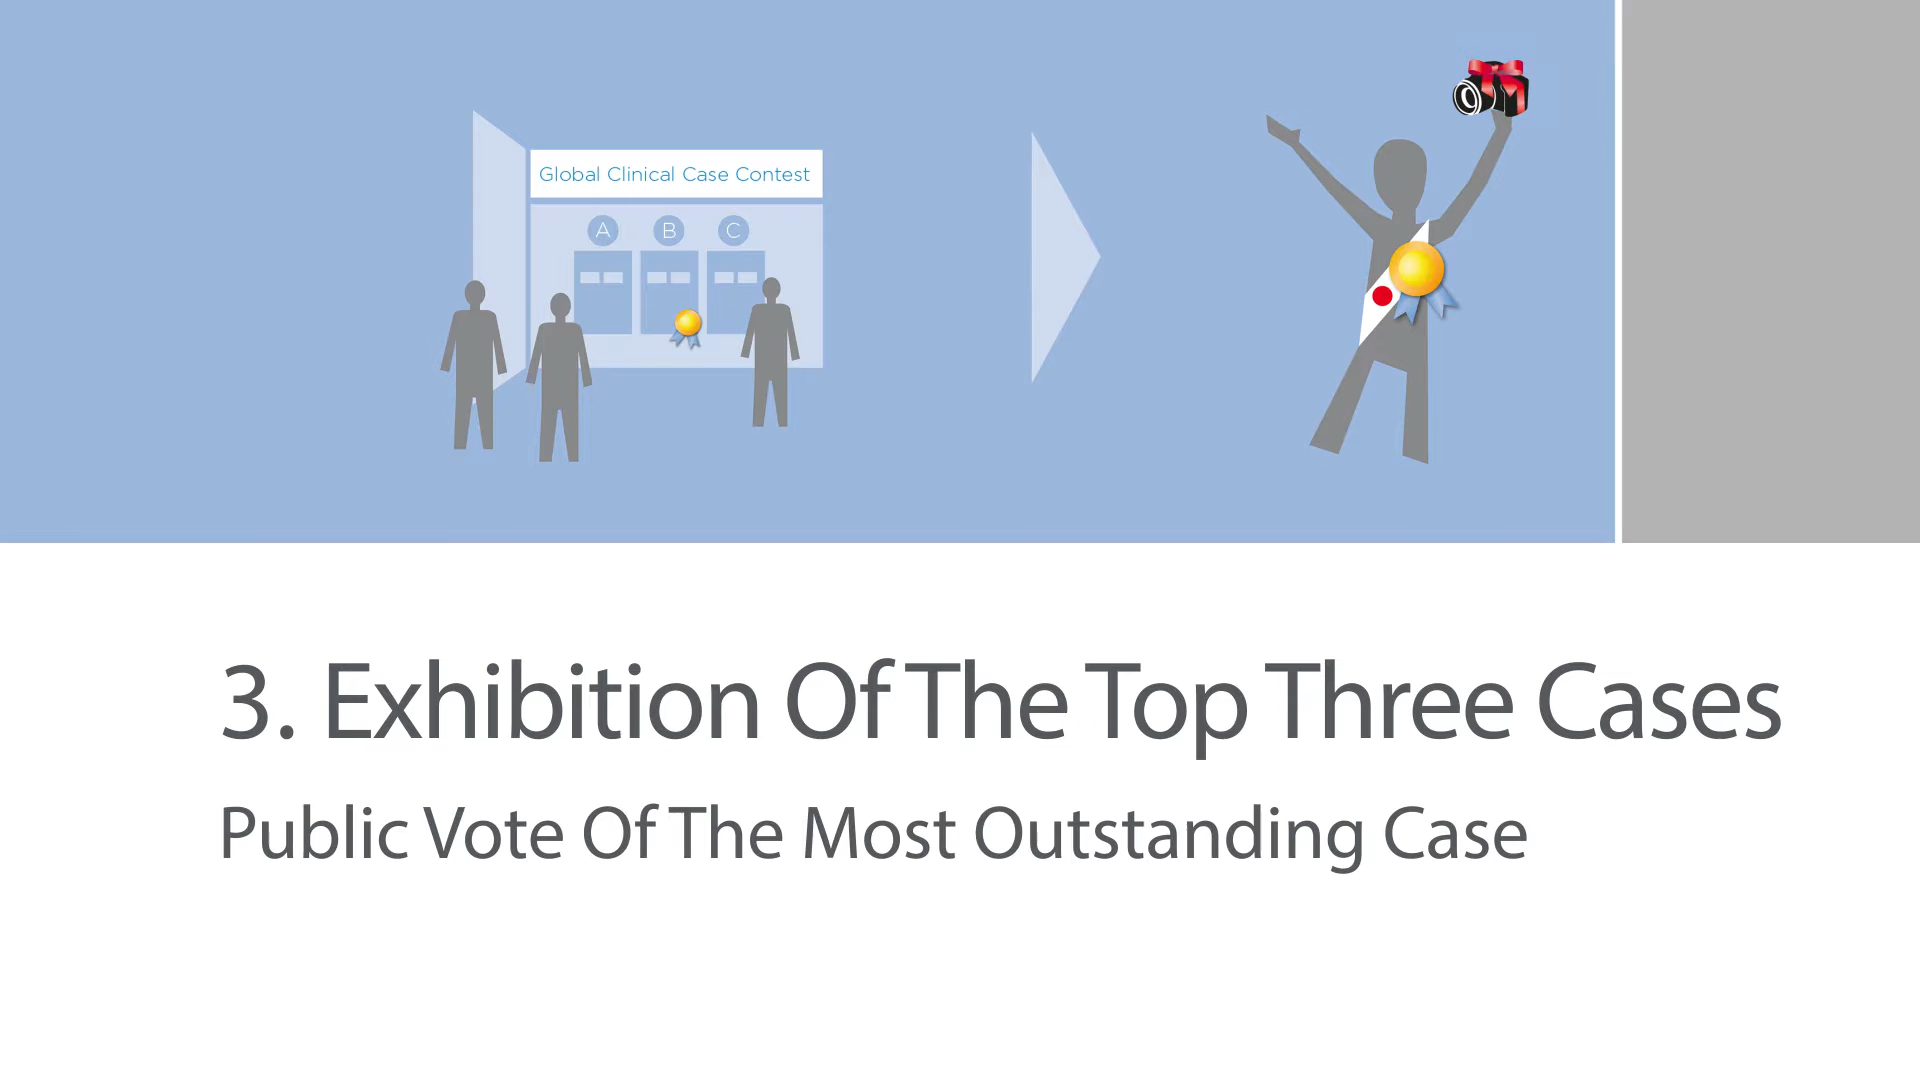 Global Clinical Case Contest
A B C
3. Exhibition Of The Top Three Cases
Public Vote Of The Most Outstanding Case